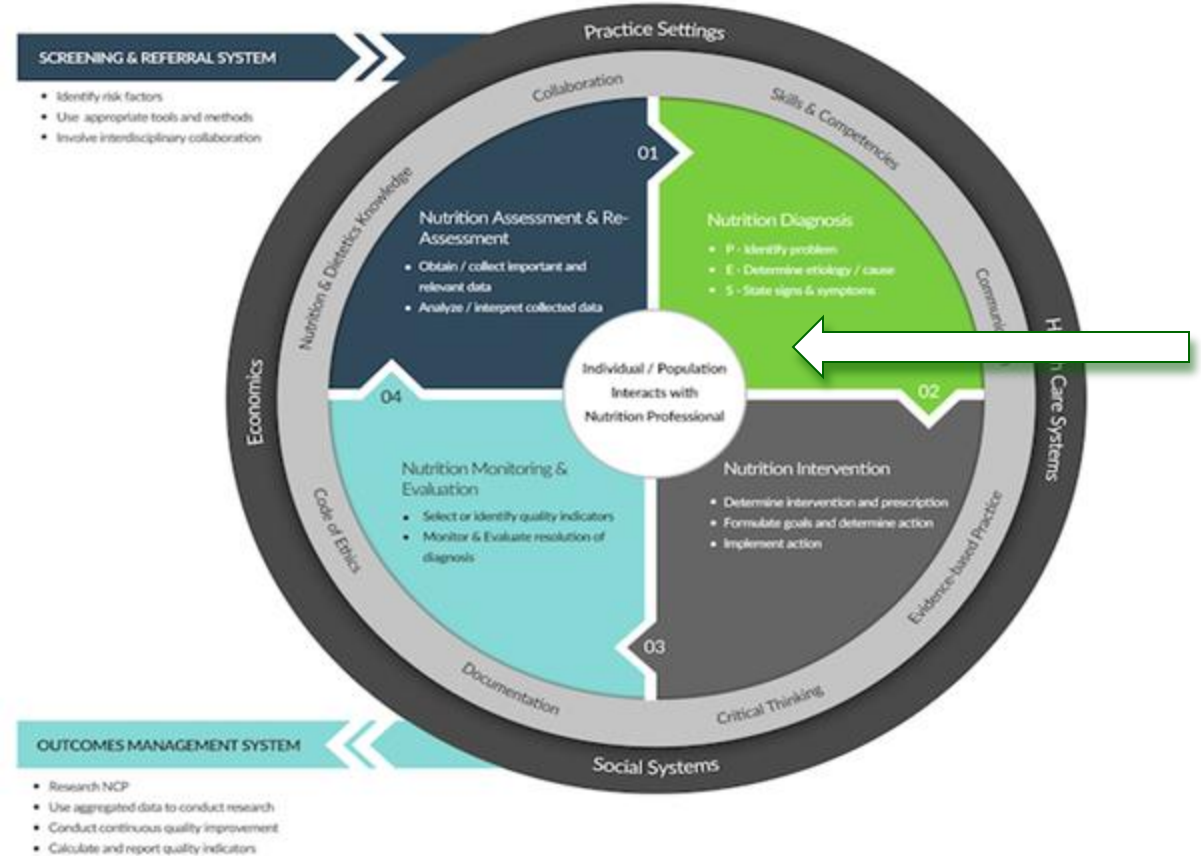 Practice Settings
SCREENING & REFERRAL SYSTEM
• Identify risk factors
• Use appropriate tools and methods
• Involve interdisciplinary collaboration
Collaboration
Skills & Competencies
Nutrition & Dietetics Knowledge
01
Nutrition Assessment & Re-
Assessment
• Obtain / collect important and
relevant data
• Analyze / interpret collected data
Nutrition Diagnosis
• P - Identify problem
• E - Determine etiology / cause
• S - State signs & symptoms
Economics
Care Systems
Individual / Population
Interacts with
Nutrition Professional
04
02
Nutrition Monitoring &
Evaluation
• Select or identify quality indicators
• Monitor & Evaluate resolution of
diagnosis
Nutrition Intervention
• Determine intervention and prescription
• Formulate goals and determine action
• Implement action
Code of Ethics
Evidence-based Practice
03
Documentation
Critical Thinking
Social Systems
OUTCOMES MANAGEMENT SYSTEM
• Research NCP
• Use aggregated data to conduct research
• Conduct continuous quality improvement
• Calculate and report quality indicators